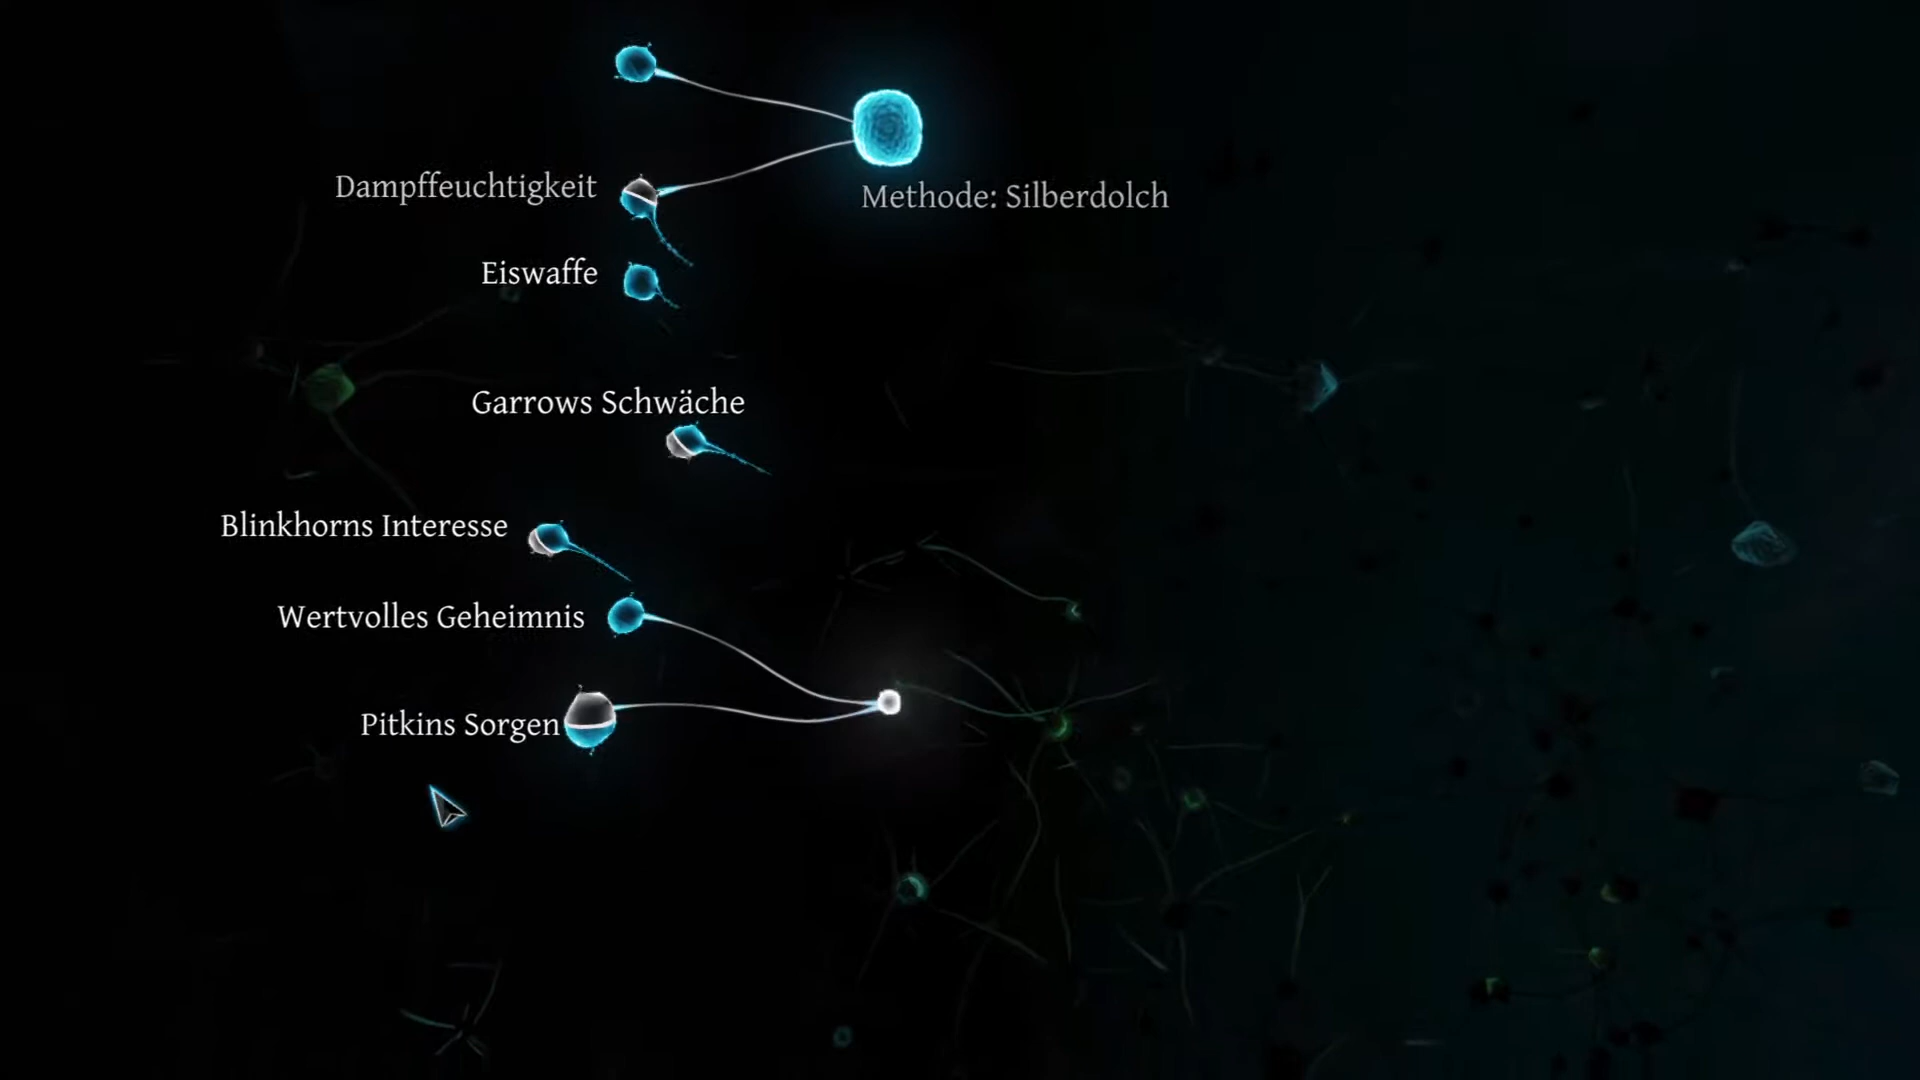 Dampffeuchtigkeit
Methode: Silberdolch
Eiswaffe
Garrows Schwäche
Blinkhorns Interesse
Wertvolles Geheimnis
Pitkins Sorgen